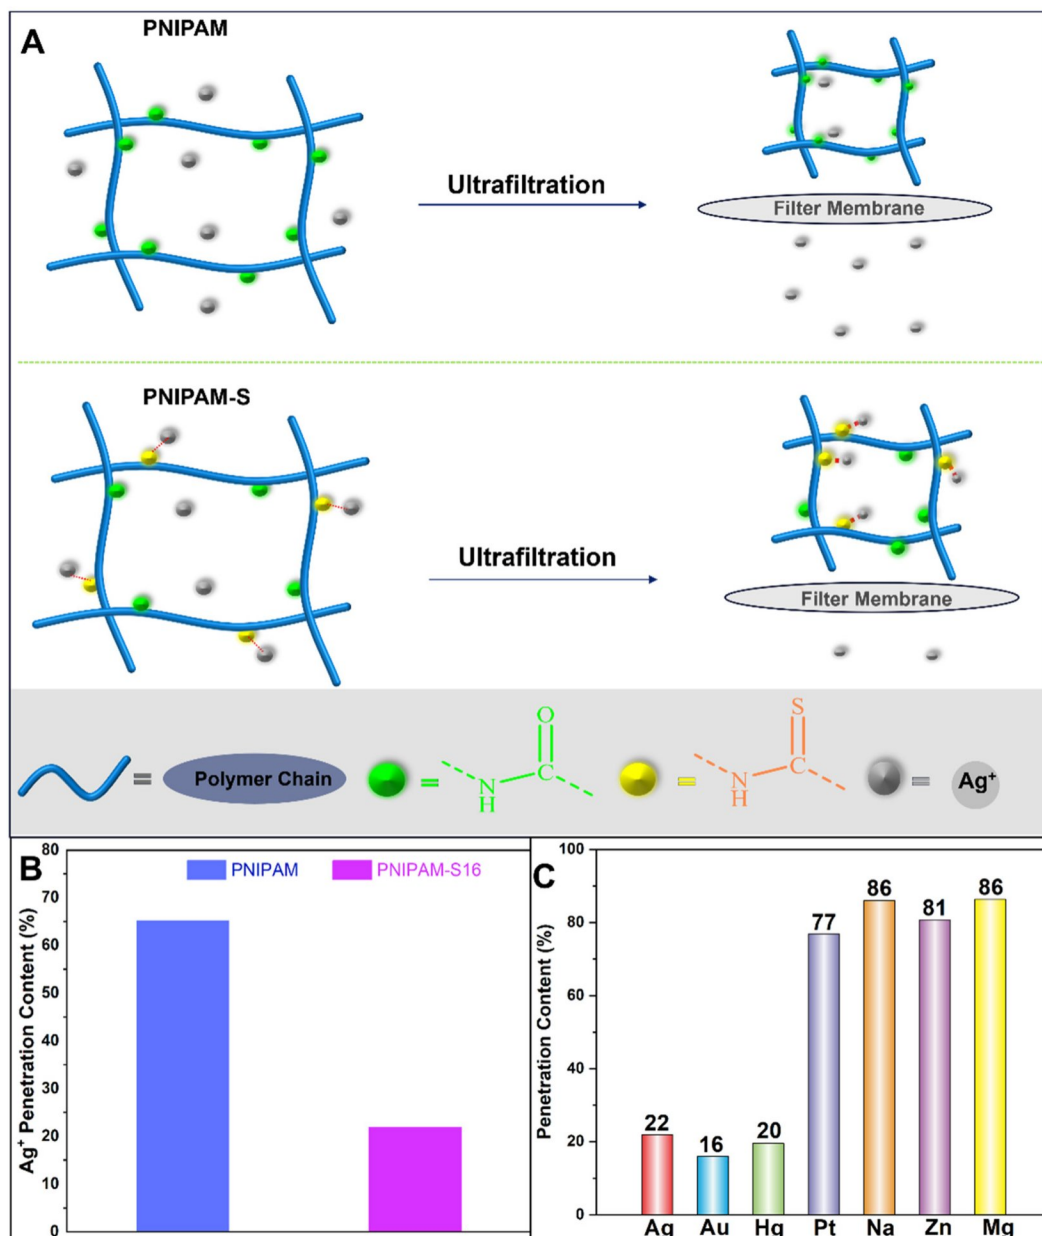 A
PNIPAM
Ultrafiltration
Filter Membrane
PNIPAM-S
Ultrafiltration
Filter Membrane
Polymer Chain
=
O
N
H
C
=
S
N
H
C
=
Ag⁺
B
PNIPAM
PNIPAM-S16
Ag⁺ Penetration Content (%)
80
70
60
50
40
30
20
10
0
C
Penetration Content (%)
100
80
60
40
20
0
22
16
20
77
86
81
86
Ag
Au
Hg
Pt
Na
Zn
Mg